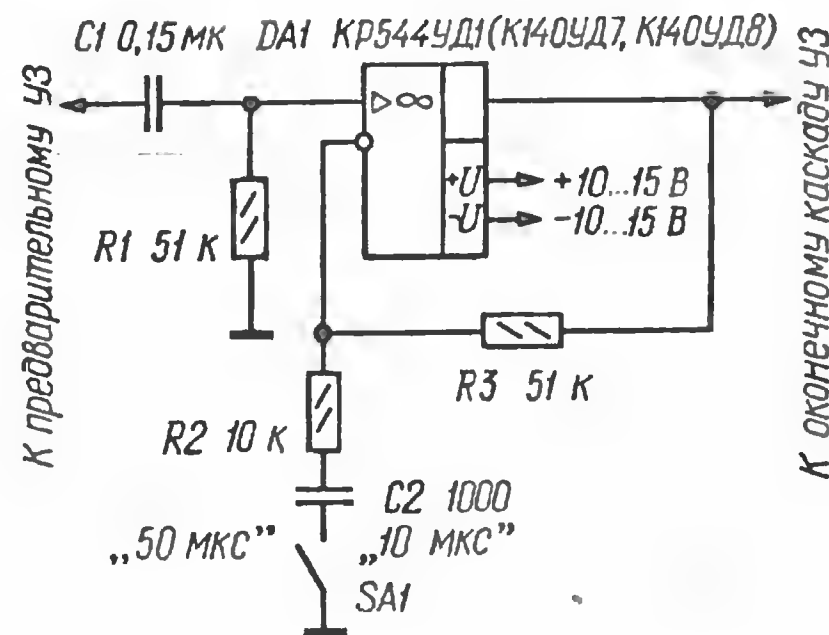 C1 0,15 мк DA1 КР544УД1(К140УД7, К140УД8)
К предварительному УЗ
▷∞
+U +10...15 В
-U -10...15 В
R1 51 к
R3 51 к
R2 10 к
C2 1000
„50 мкс” „10 мкс”
SA1
К оконечному каскаду УЗ